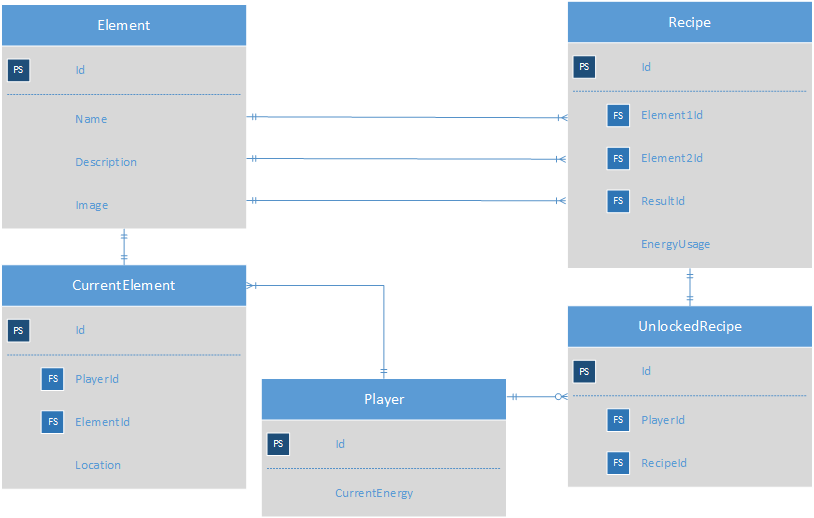 Element
PS Id
Name
Description
Image
Recipe
PS Id
FS Element1Id
FS Element2Id
FS ResultId
EnergyUsage
CurrentElement
PS Id
FS PlayerId
FS ElementId
Location
Player
PS Id
CurrentEnergy
UnlockedRecipe
PS Id
FS PlayerId
FS RecipeId